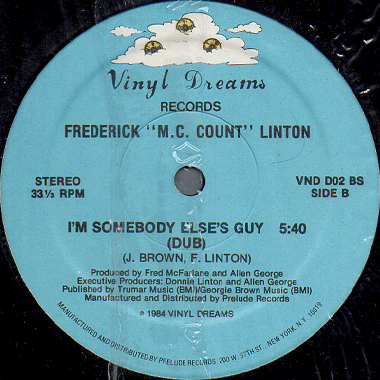 Vinyl Dreams
RECORDS
FREDERICK "M.C. COUNT" LINTON
STEREO
33⅓ RPM
VND D02 BS
SIDE B
I'M SOMEBODY ELSE'S GUY 5:40
(DUB)
(J. BROWN, F. LINTON)
Produced by Fred McFarlane and Allen George
Executive Producers: Donnie Linton and Allen George
Published by Trumar Music (BMI)/Georgie Brown Music (BMI)
Manufactured and Distributed by Prelude Records
℗ 1984 VINYL DREAMS
MANUFACTURED AND DISTRIBUTED BY PRELUDE RECORDS 200 W. 57TH ST., NEW YORK, N.Y. 10019